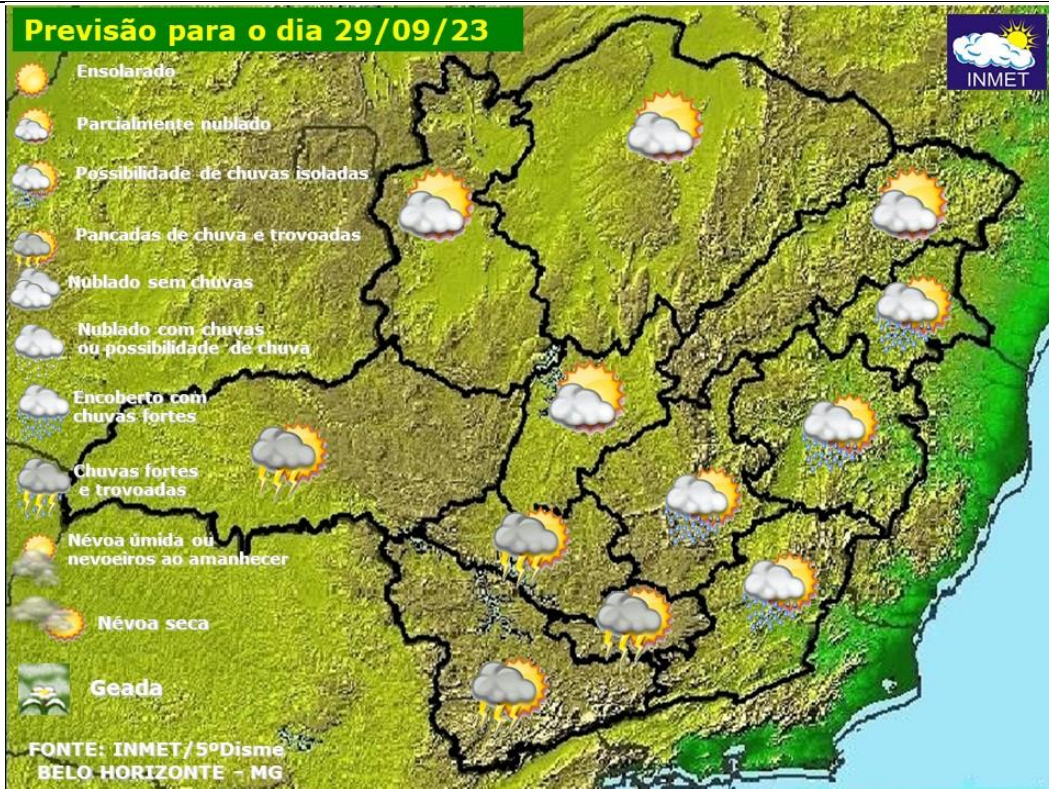 Previsão para o dia 29/09/23
INMET
Ensolarado
Parcialmente nublado
Possibilidade de chuvas isoladas
Pancadas de chuva e trovoadas
Nublado sem chuvas
Nublado com chuvas
ou possibilidade de chuva
Encoberto com
chuvas fortes
Chuvas fortes
e trovoadas
Névoa úmida ou
nevoeiros ao amanhecer
Névoa seca
Geada
FONTE: INMET/5ºDisme
BELO HORIZONTE - MG